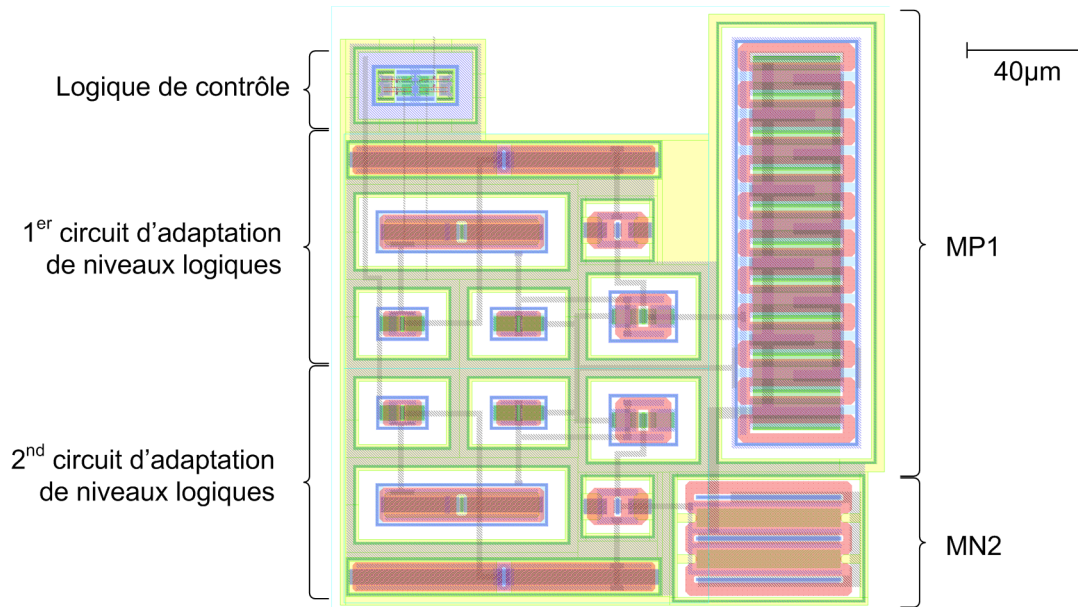 Logique de contrôle
40µm
1er circuit d’adaptation
de niveaux logiques
MP1
2nd circuit d’adaptation
de niveaux logiques
MN2